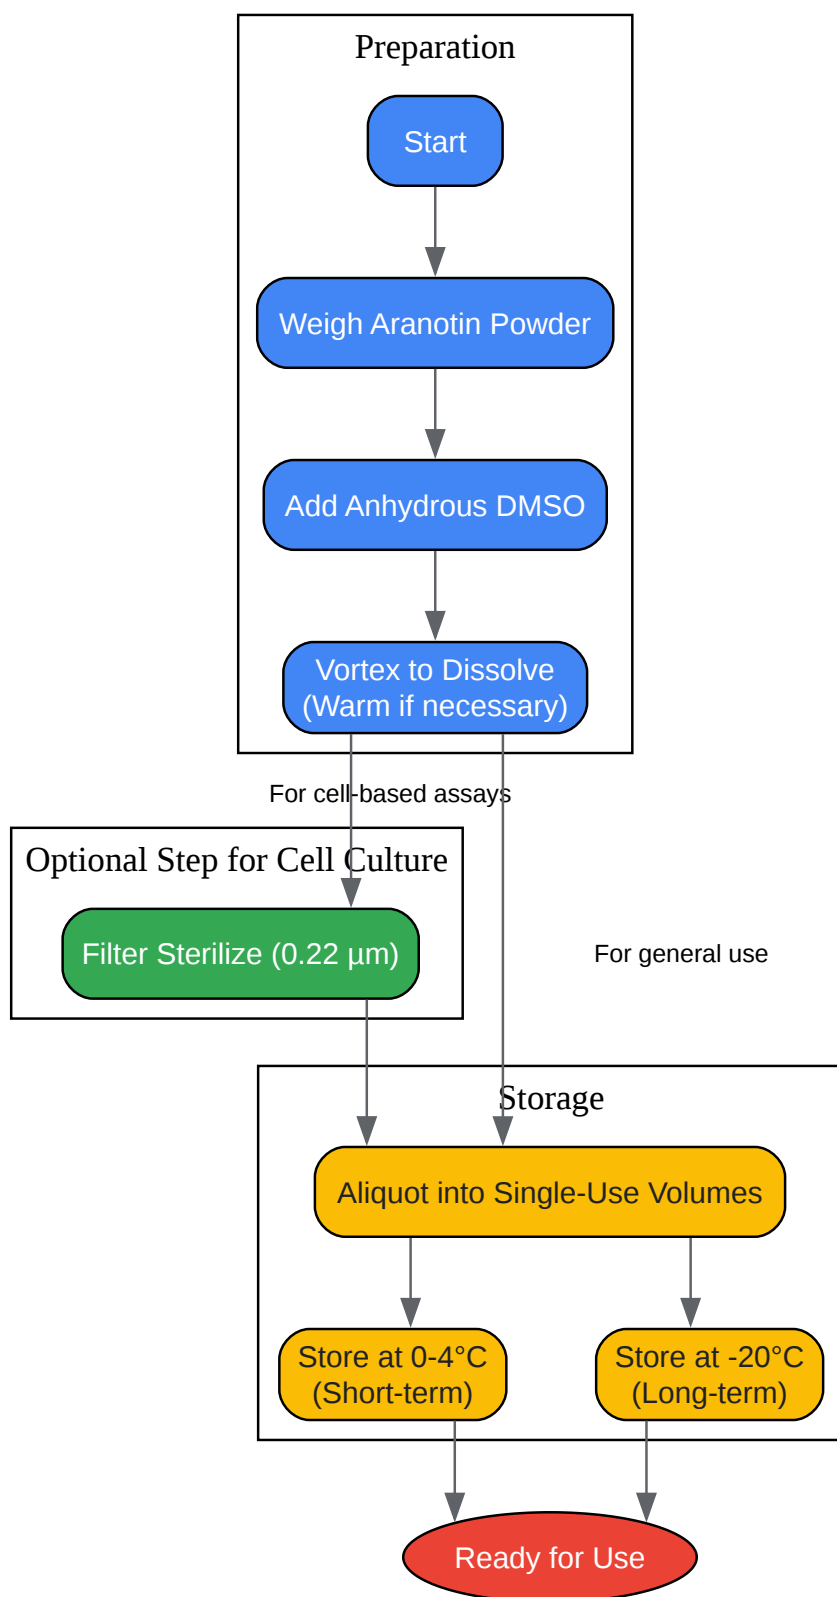 Preparation
Start
Weigh Aranotin Powder
Add Anhydrous DMSO
Vortex to Dissolve
(Warm if necessary)
For cell-based assays
Optional Step for Cell Culture
Filter Sterilize (0.22 µm)
For general use
Storage
Aliquot into Single-Use Volumes
Store at 0-4°C
(Short-term)
Store at -20°C
(Long-term)
Ready for Use